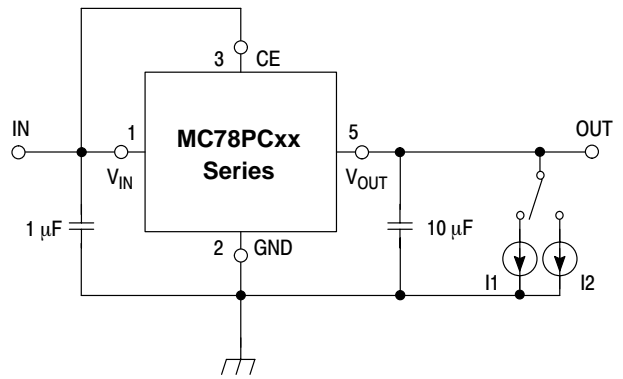 3 CE
IN
1
MC78PCxx
Series
5
OUT
VIN
VOUT
1 μF
2 GND
10 μF
I1
I2